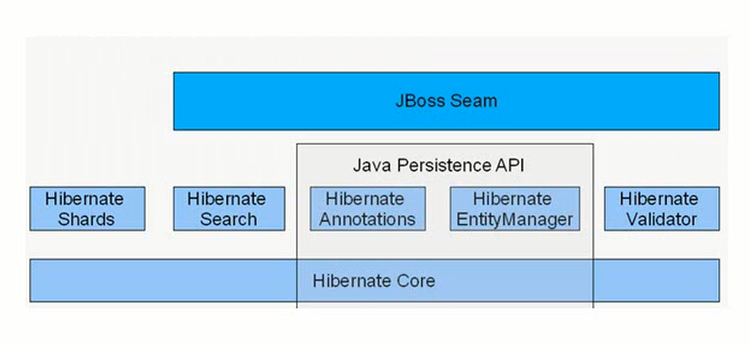 JBoss Seam
Java Persistence API
Hibernate Shards
Hibernate Search
Hibernate Annotations
Hibernate EntityManager
Hibernate Validator
Hibernate Core